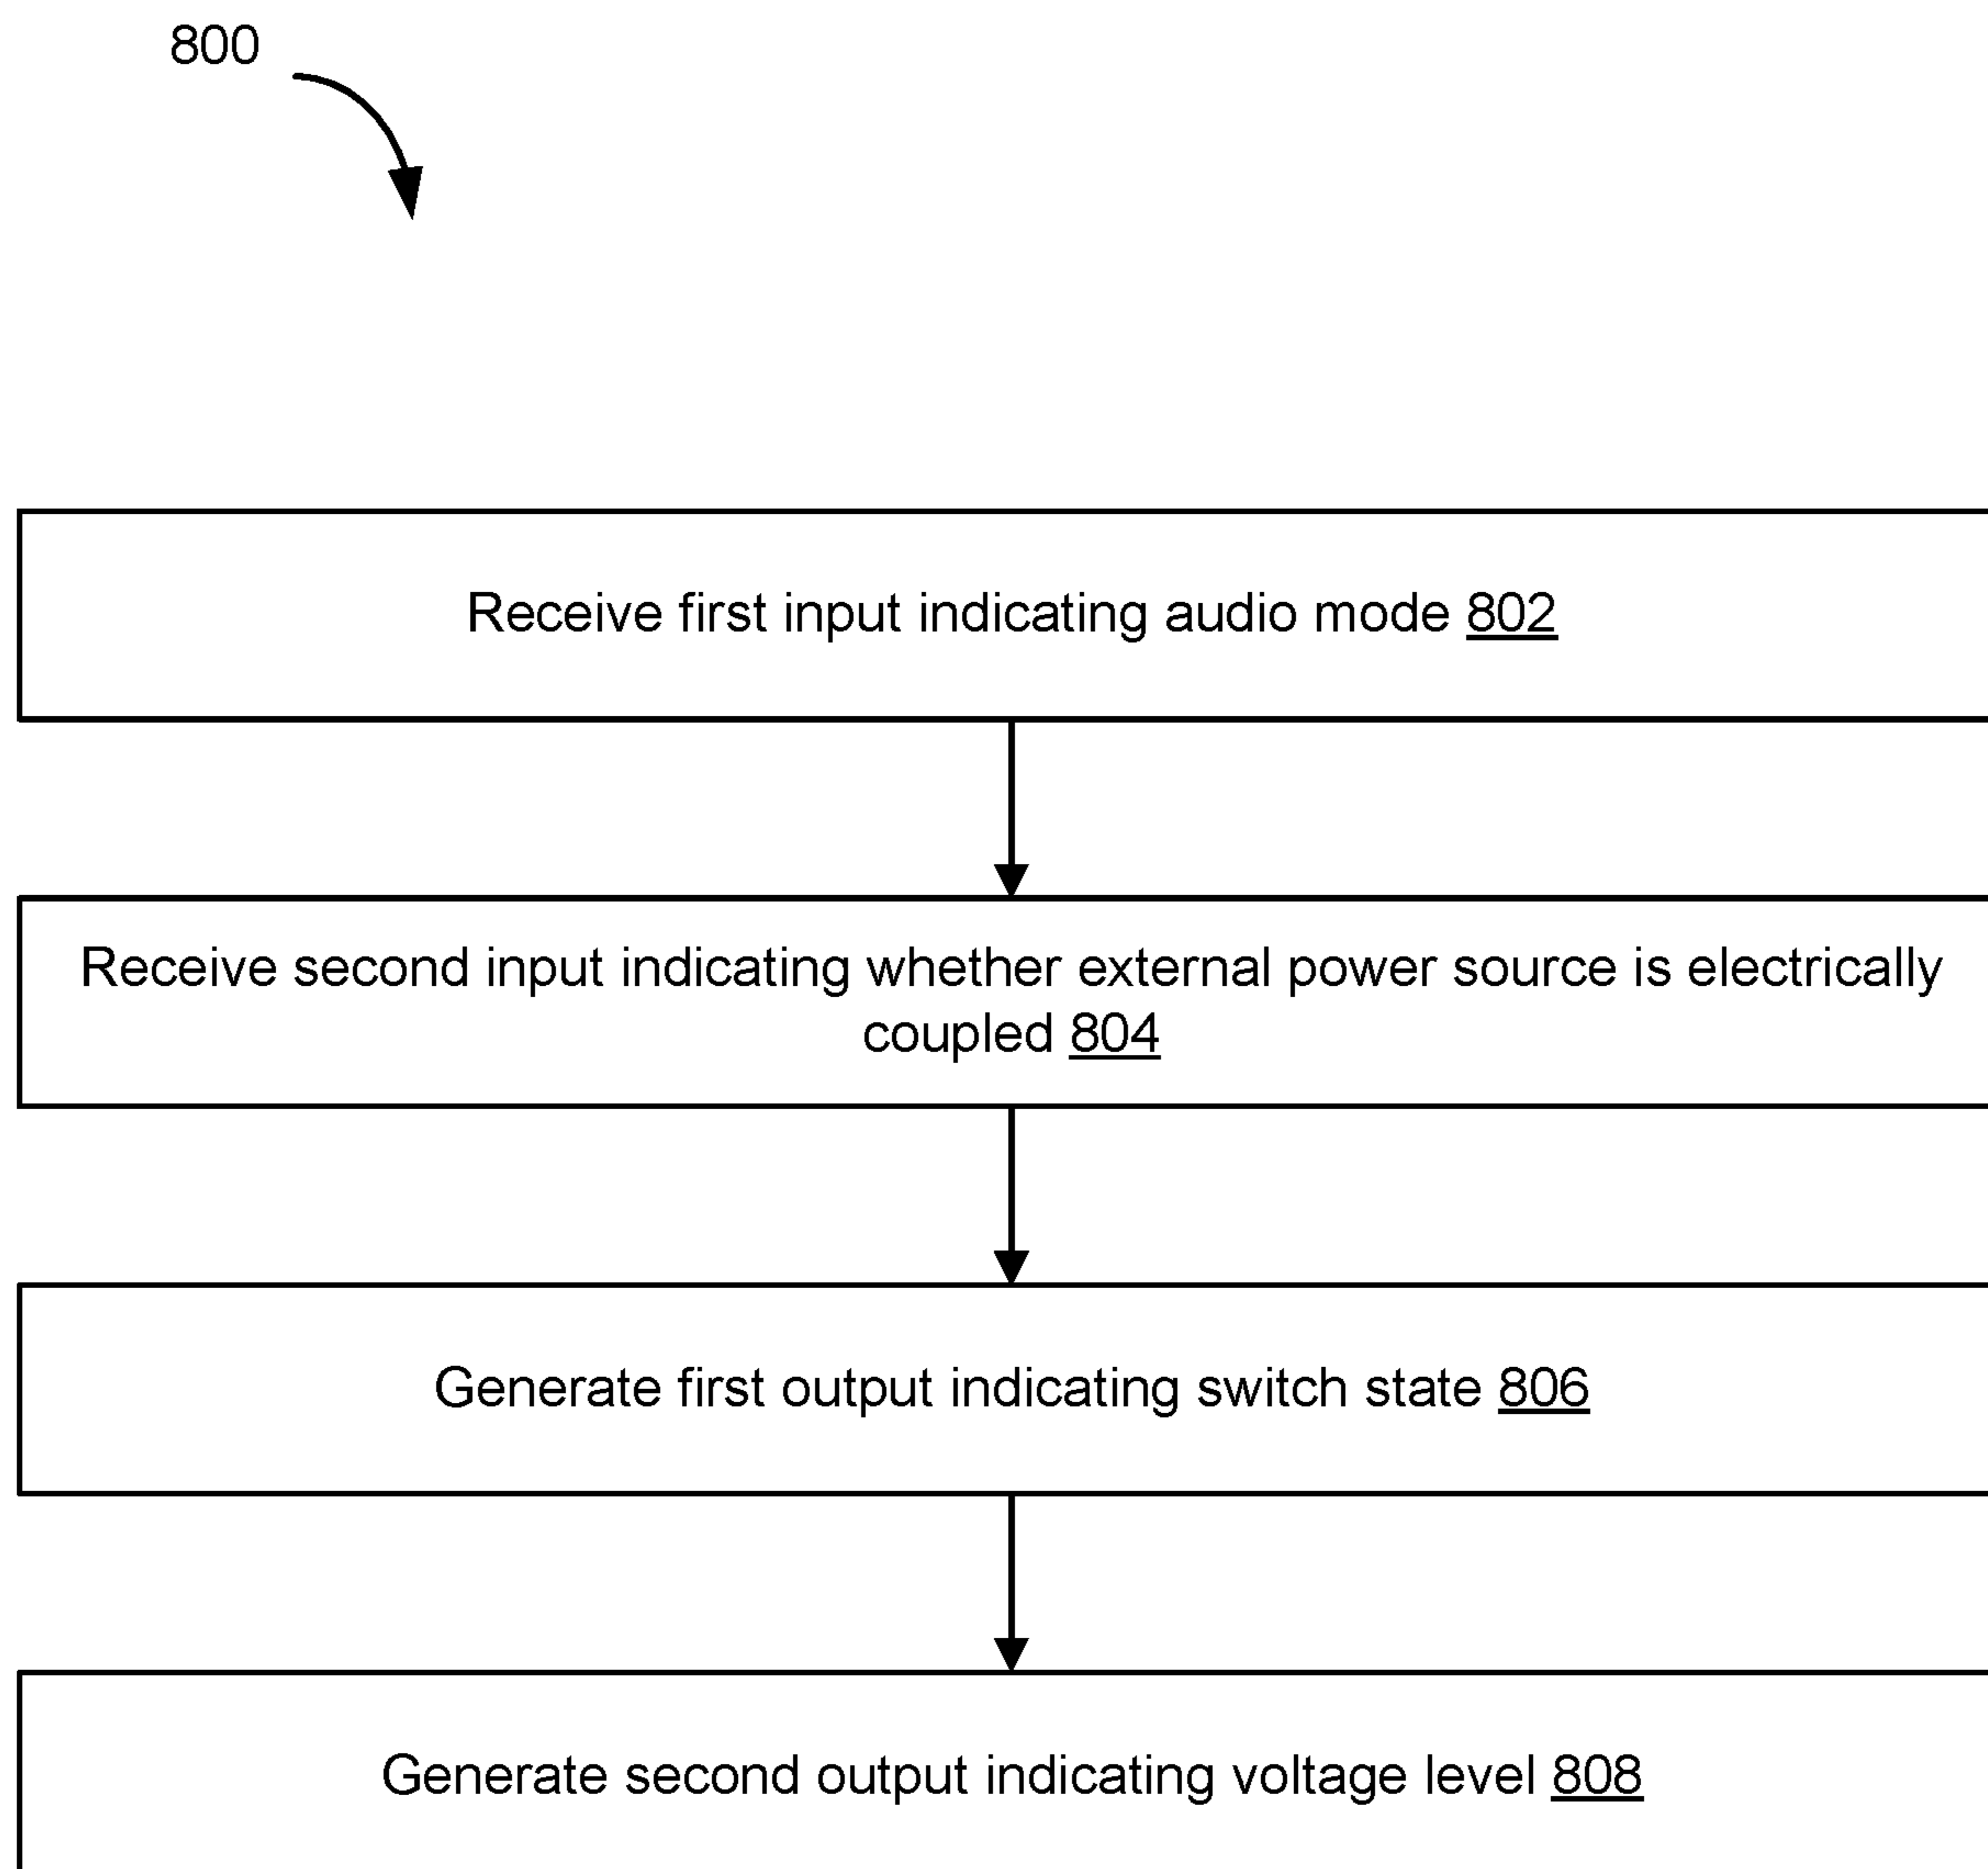 800
Receive first input indicating audio mode 802
Receive second input indicating whether external power source is electrically
coupled 804
Generate first output indicating switch state 806
Generate second output indicating voltage level 808